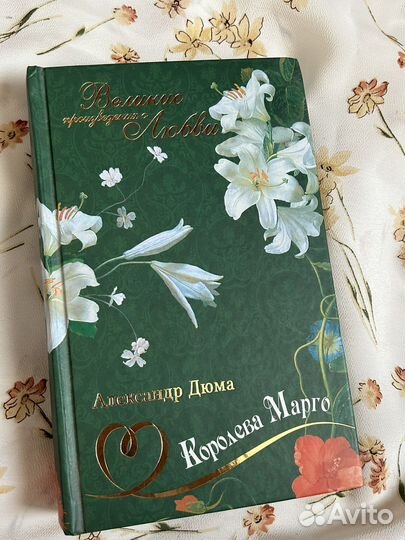 Великие
произведения о
Любви
Александр Дюма
Королева Марго
Avito